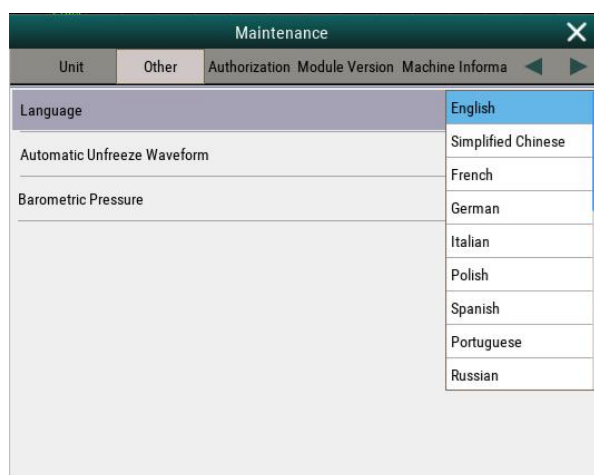 Maintenance
Unit Other Authorization Module Version Machine Informa
Language English
Simplified Chinese
Automatic Unfreeze Waveform
French
Barometric Pressure
German
Italian
Polish
Spanish
Portuguese
Russian